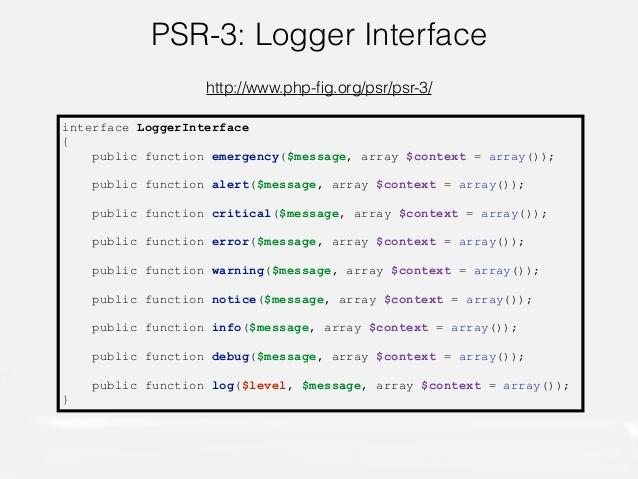 PSR-3: Logger Interface
http://www.php-fig.org/psr/psr-3/
interface LoggerInterface
{
    public function emergency($message, array $context = array());
    public function alert($message, array $context = array());
    public function critical($message, array $context = array());
    public function error($message, array $context = array());
    public function warning($message, array $context = array());
    public function notice($message, array $context = array());
    public function info($message, array $context = array());
    public function debug($message, array $context = array());
    public function log($level, $message, array $context = array());
}